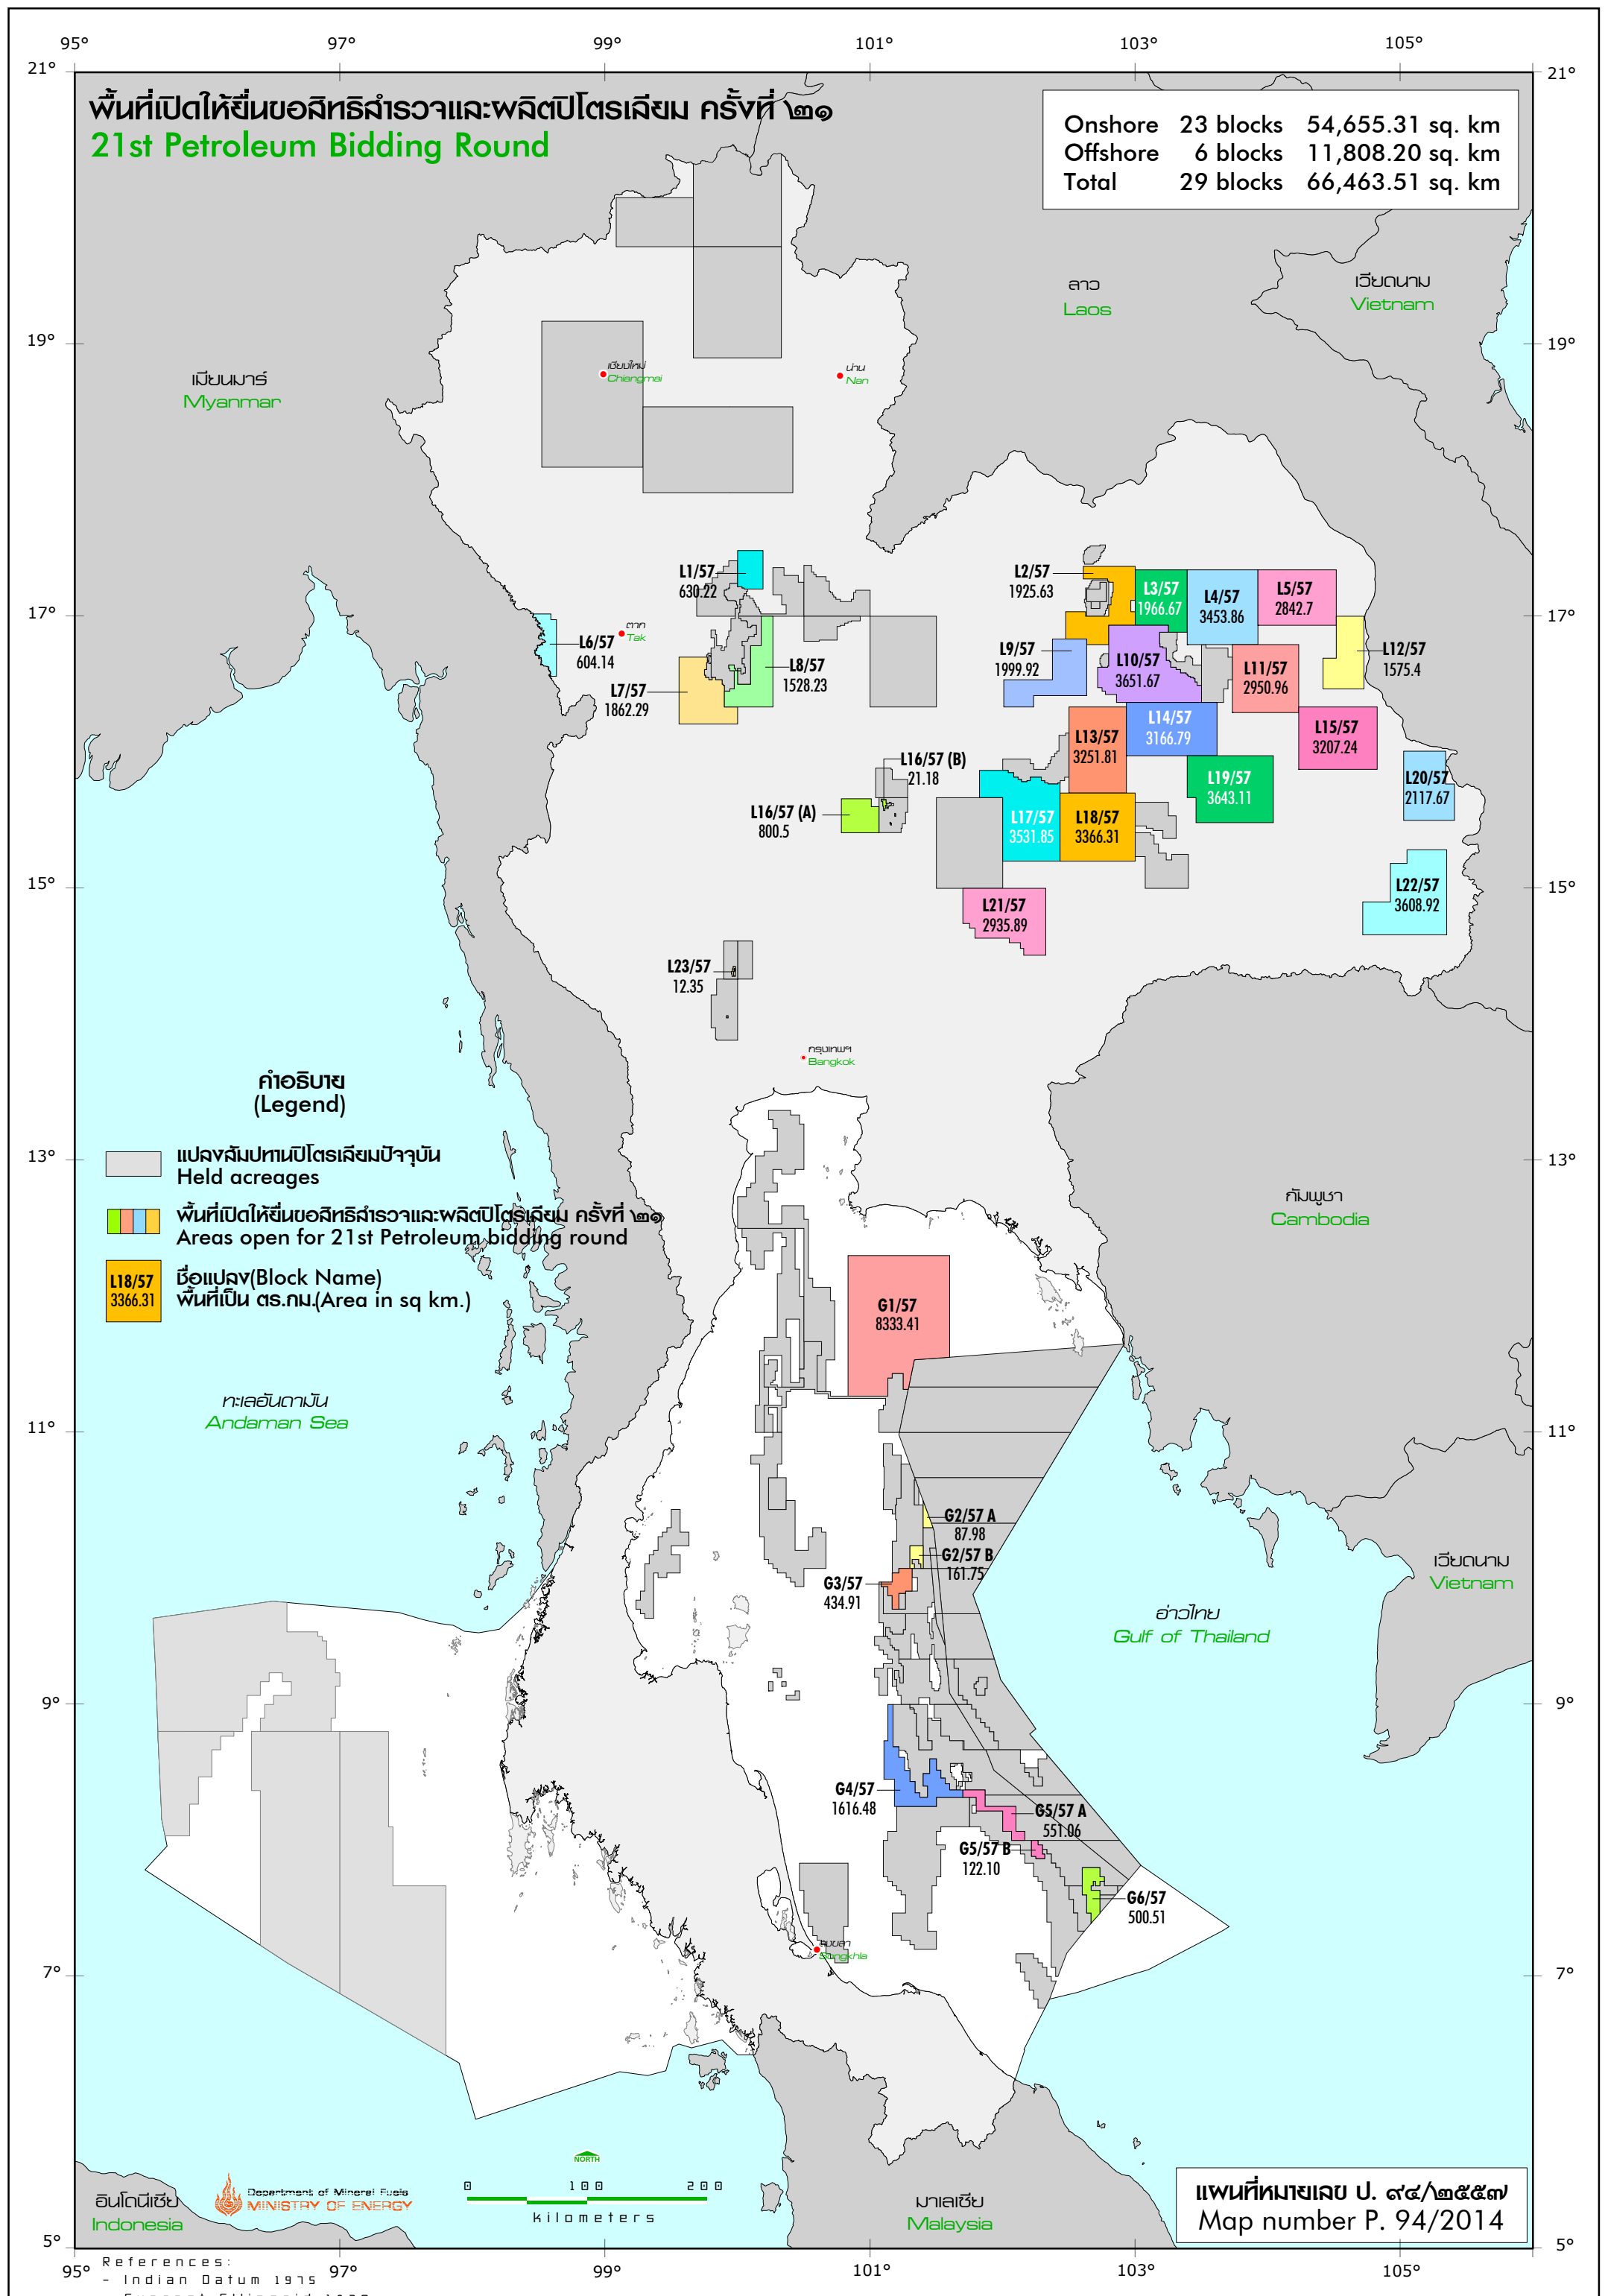 95° 97° 99° 101° 103° 105°
21° 21°
พื้นที่เปิดให้ยื่นขอสิทธิสำรวจและผลิตปิโตรเลียม ครั้งที่ ๒๑
21st Petroleum Bidding Round
Onshore 23 blocks 54,655.31 sq. km
Offshore 6 blocks 11,808.20 sq. km
Total 29 blocks 66,463.51 sq. km
ลาว
Laos
เวียดนาม
Vietnam
19° 19°
เมียนมาร์
Myanmar
เชียงใหม่
Chiangmai
น่าน
Nan
L1/57
630.22
L2/57
1925.63
L3/57
1966.67
L4/57
3453.86
L5/57
2842.7
17° 17°
ตาก
Tak
L6/57
604.14
L7/57
1862.29
L8/57
1528.23
L9/57
1999.92
L10/57
3651.67
L11/57
2950.96
L12/57
1575.4
L13/57
3251.81
L14/57
3166.79
L15/57
3207.24
L16/57 (B)
21.18
L16/57 (A)
800.5
L17/57
3531.85
L18/57
3366.31
L19/57
3643.11
L20/57
2117.67
15° 15°
L21/57
2935.89
L22/57
3608.92
L23/57
12.35
กรุงเทพฯ
Bangkok
คำอธิบาย
(Legend)
13° 13°
แปลงสัมปทานปิโตรเลียมปัจจุบัน
Held acreages
พื้นที่เปิดให้ยื่นขอสิทธิสำรวจและผลิตปิโตรเลียม ครั้งที่ ๒๑
Areas open for 21st Petroleum bidding round
L18/57
3366.31
ชื่อแปลง(Block Name)
พื้นที่เป็น ตร.กม.(Area in sq km.)
กัมพูชา
Cambodia
G1/57
8333.41
ทะเลอันดามัน
Andaman Sea
11° 11°
G2/57 A
87.98
G2/57 B
161.75
G3/57
434.91
เวียดนาม
Vietnam
อ่าวไทย
Gulf of Thailand
9° 9°
G4/57
1616.48
G5/57 A
551.06
G5/57 B
122.10
G6/57
500.51
สงขลา
Songkhla
7° 7°
NORTH
0 100 200
kilometers
Department of Mineral Fuels
MINISTRY OF ENERGY
อินโดนีเซีย
Indonesia
มาเลเซีย
Malaysia
แผนที่หมายเลข ป. ๙๔/๒๕๕๗
Map number P. 94/2014
5° 5°
95° 97° 99° 101° 103° 105°
References:
- Indian Datum 1975